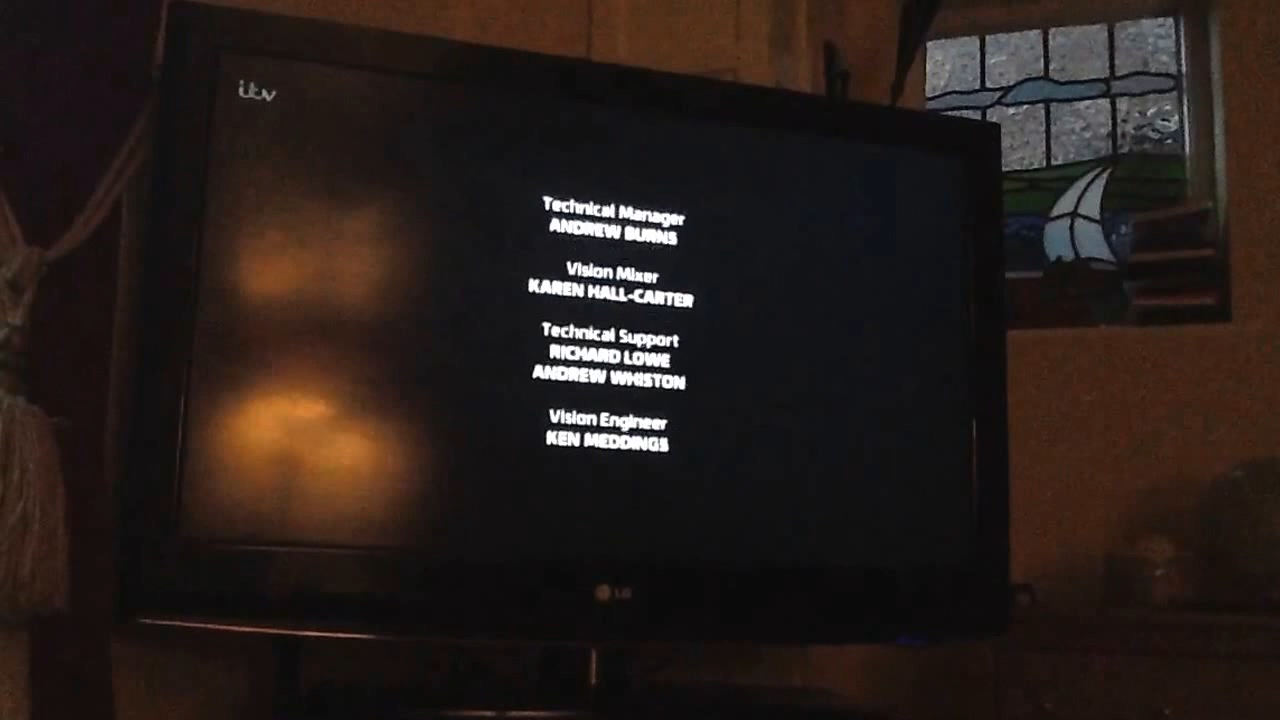 itv
Technical Manager
ANDREW BURNS
Vision Mixer
KAREN HALL-CARTER
Technical Support
RICHARD LOWE
ANDREW WHISTON
Vision Engineer
KEN MEDDINGS
LG